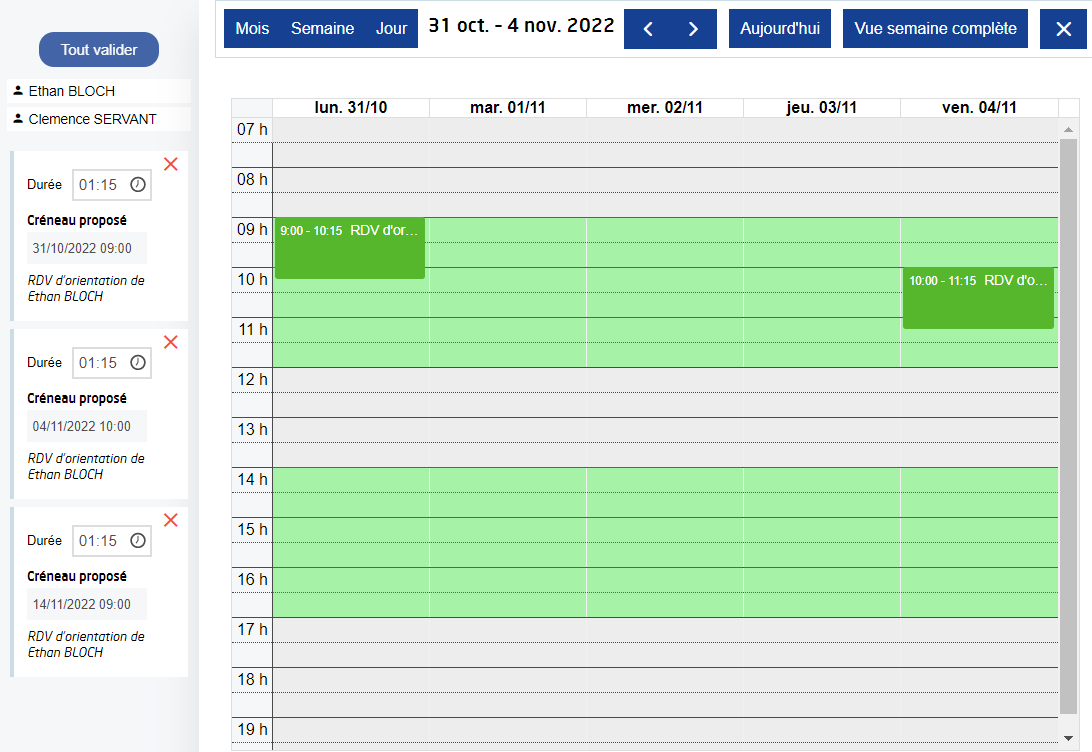 Tout valider
Ethan BLOCH
Clemence SERVANT
Durée 01:15
Créneau proposé
31/10/2022 09:00
RDV d'orientation de
Ethan BLOCH
Durée 01:15
Créneau proposé
04/11/2022 10:00
RDV d'orientation de
Ethan BLOCH
Durée 01:15
Créneau proposé
14/11/2022 09:00
RDV d'orientation de
Ethan BLOCH
Mois Semaine Jour 31 oct. - 4 nov. 2022 Aujourd'hui Vue semaine complète
lun. 31/10 mar. 01/11 mer. 02/11 jeu. 03/11 ven. 04/11
07 h
08 h
09 h
9:00 - 10:15 RDV d'or...
10 h
10:00 - 11:15 RDV d'o...
11 h
12 h
13 h
14 h
15 h
16 h
17 h
18 h
19 h